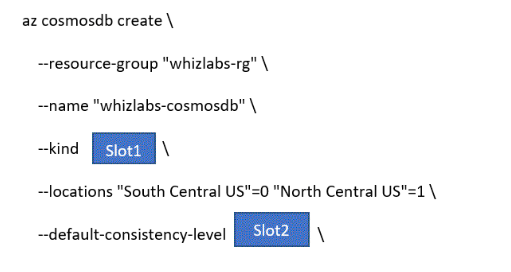 az cosmosdb create \
--resource-group "whizlabs-rg" \
--name "whizlabs-cosmosdb" \
--kind Slot1 \
--locations "South Central US"=0 "North Central US"=1 \
--default-consistency-level Slot2 \